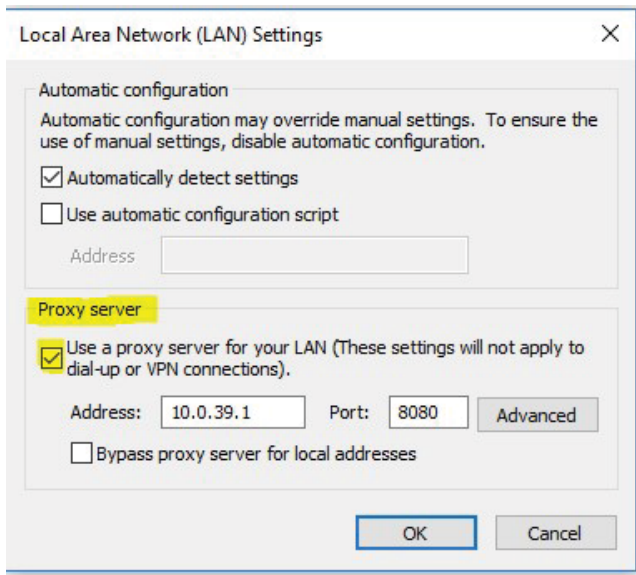 Local Area Network (LAN) Settings
Automatic configuration
Automatic configuration may override manual settings. To ensure the
use of manual settings, disable automatic configuration.
Automatically detect settings
Use automatic configuration script
Address
Proxy server
Use a proxy server for your LAN (These settings will not apply to
dial-up or VPN connections).
Address: 10.0.39.1 Port: 8080 Advanced
Bypass proxy server for local addresses
OK Cancel